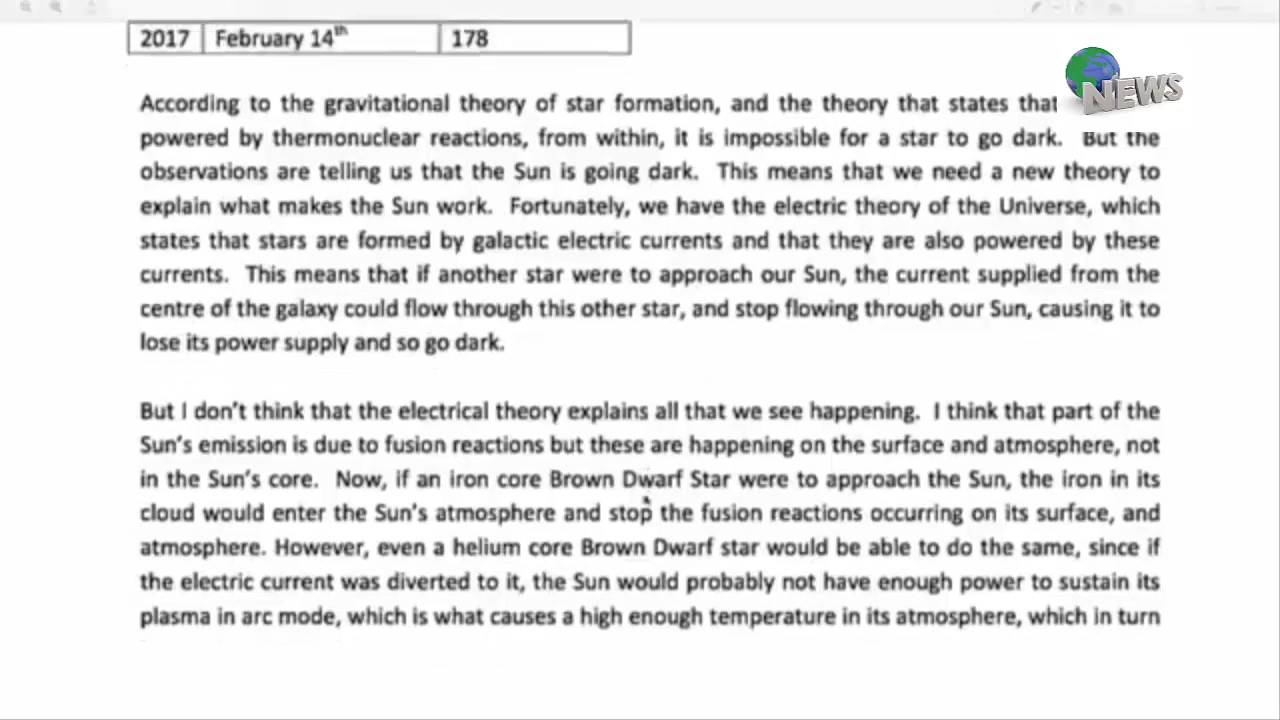 2017 February 14th 178
NEWS
According to the gravitational theory of star formation, and the theory that states that
powered by thermonuclear reactions, from within, it is impossible for a star to go dark. But the
observations are telling us that the Sun is going dark. This means that we need a new theory to
explain what makes the Sun work. Fortunately, we have the electric theory of the Universe, which
states that stars are formed by galactic electric currents and that they are also powered by these
currents. This means that if another star were to approach our Sun, the current supplied from the
centre of the galaxy could flow through this other star, and stop flowing through our Sun, causing it to
lose its power supply and so go dark.
But I don't think that the electrical theory explains all that we see happening. I think that part of the
Sun's emission is due to fusion reactions but these are happening on the surface and atmosphere, not
in the Sun's core. Now, if an iron core Brown Dwarf Star were to approach the Sun, the iron in its
cloud would enter the Sun's atmosphere and stop the fusion reactions occurring on its surface, and
atmosphere. However, even a helium core Brown Dwarf star would be able to do the same, since if
the electric current was diverted to it, the Sun would probably not have enough power to sustain its
plasma in arc mode, which is what causes a high enough temperature in its atmosphere, which in turn